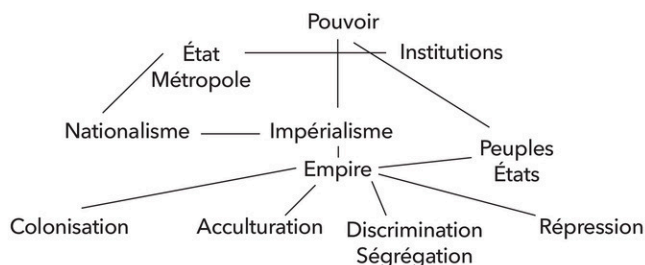 Pouvoir
État
Métropole
Institutions
Nationalisme
Impérialisme
Peuples
États
Empire
Colonisation
Acculturation
Discrimination
Ségrégation
Répression